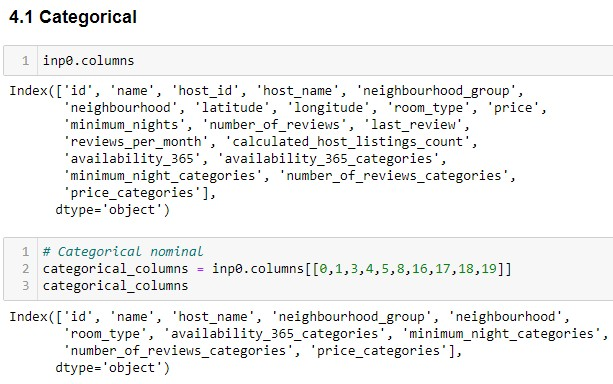 4.1 Categorical
1 inp0.columns
Index(['id', 'name', 'host_id', 'host_name', 'neighbourhood_group',
'neighbourhood', 'latitude', 'longitude', 'room_type', 'price',
'minimum_nights', 'number_of_reviews', 'last_review',
'reviews_per_month', 'calculated_host_listings_count',
'availability_365', 'availability_365_categories',
'minimum_night_categories', 'number_of_reviews_categories',
'price_categories'],
dtype='object')
1 # Categorical nominal
2 categorical_columns = inp0.columns[[0,1,3,4,5,8,16,17,18,19]]
3 categorical_columns
Index(['id', 'name', 'host_name', 'neighbourhood_group', 'neighbourhood',
'room_type', 'availability_365_categories', 'minimum_night_categories',
'number_of_reviews_categories', 'price_categories'],
dtype='object')